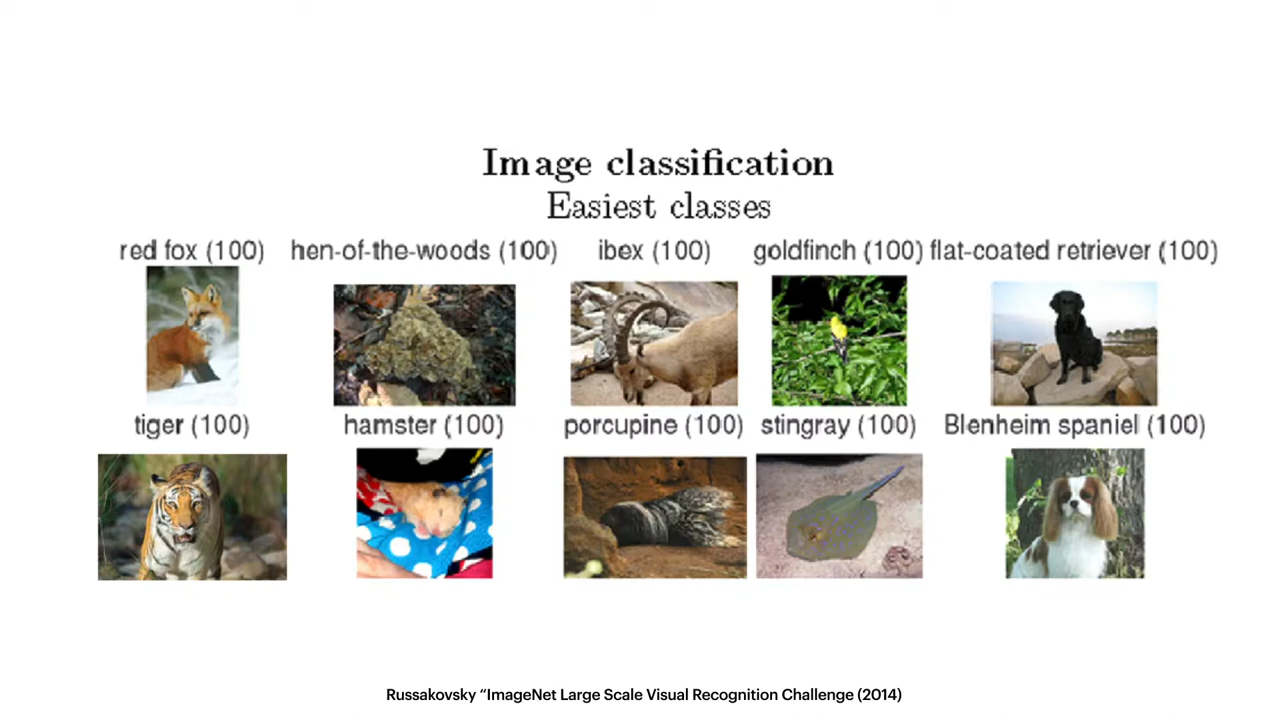 Image classification
Easiest classes
red fox (100) hen-of-the-woods (100) ibex (100) goldfinch (100) flat-coated retriever (100)
tiger (100) hamster (100) porcupine (100) stingray (100) Blenheim spaniel (100)
Russakovsky “ImageNet Large Scale Visual Recognition Challenge (2014)